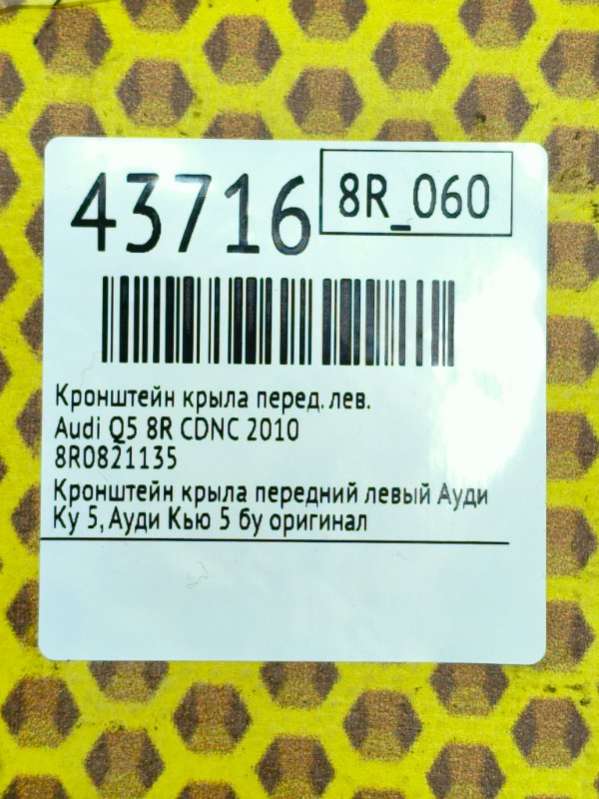 43716
8R_060
Кронштейн крыла перед. лев.
Audi Q5 8R CDNC 2010
8R0821135
Кронштейн крыла передний левый Ауди
Ку 5, Ауди Кью 5 бу оригинал